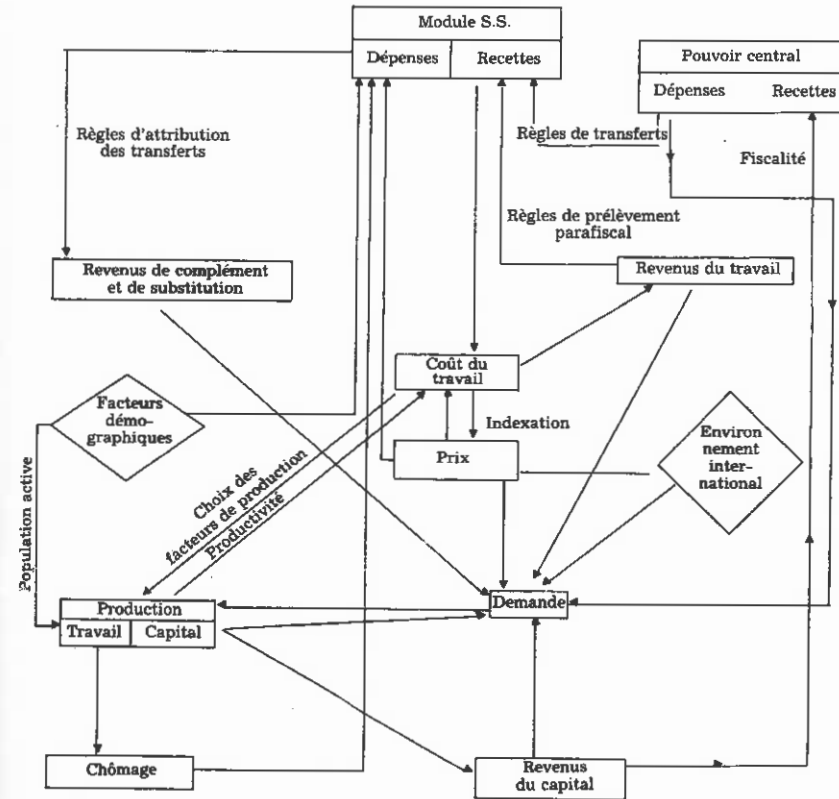 Module S.S.
Dépenses
Recettes
Pouvoir central
Dépenses
Recettes
Règles d'attribution
des transferts
Règles de transferts
Fiscalité
Règles de prélèvement
parafiscal
Revenus de complément
et de substitution
Revenus du travail
Coût du
travail
Facteurs
démo-
graphiques
Indexation
Prix
Environ
nement
inter-
national
Choix des
facteurs de production
Productivité
Population active
Production
Travail
Capital
Demande
Chômage
Revenus
du capital